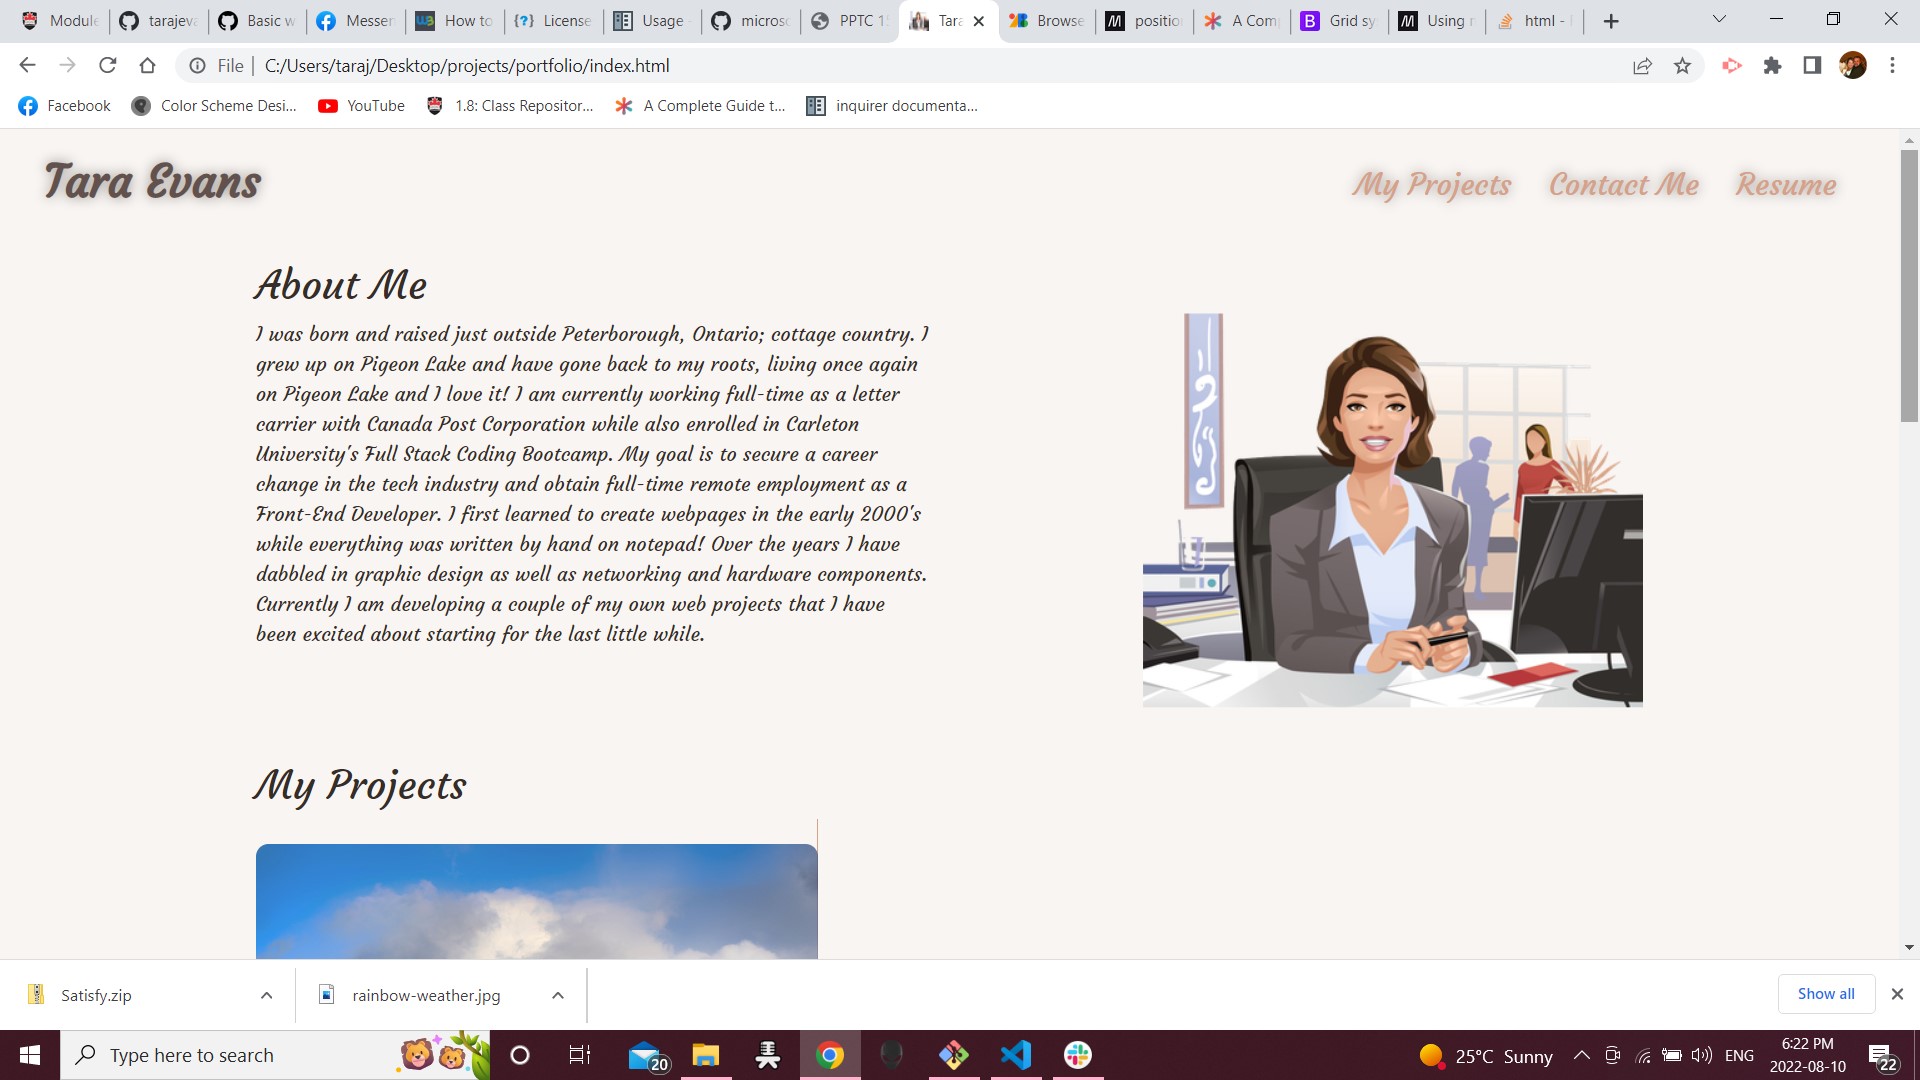 Module
tarajeva
Basic w
Messen
How to
License
Usage
microso
PPTC 15
Tara
Browse
positio
A Com
Grid sy
Using
html -
File
C:/Users/taraj/Desktop/projects/portfolio/index.html
Facebook
Color Scheme Desi...
YouTube
1.8: Class Repositor...
A Complete Guide t...
inquirer documenta...
Tara Evans
My Projects
Contact Me
Resume
About Me
I was born and raised just outside Peterborough, Ontario; cottage country. I
grew up on Pigeon Lake and have gone back to my roots, living once again
on Pigeon Lake and I love it! I am currently working full-time as a letter
carrier with Canada Post Corporation while also enrolled in Carleton
University's Full Stack Coding Bootcamp. My goal is to secure a career
change in the tech industry and obtain full-time remote employment as a
Front-End Developer. I first learned to create webpages in the early 2000's
while everything was written by hand on notepad! Over the years I have
dabbled in graphic design as well as networking and hardware components.
Currently I am developing a couple of my own web projects that I have
been excited about starting for the last little while.
My Projects
Satisfy.zip
rainbow-weather.jpg
Show all
Type here to search
20
25°C Sunny
ENG
6:22 PM
2022-08-10
22